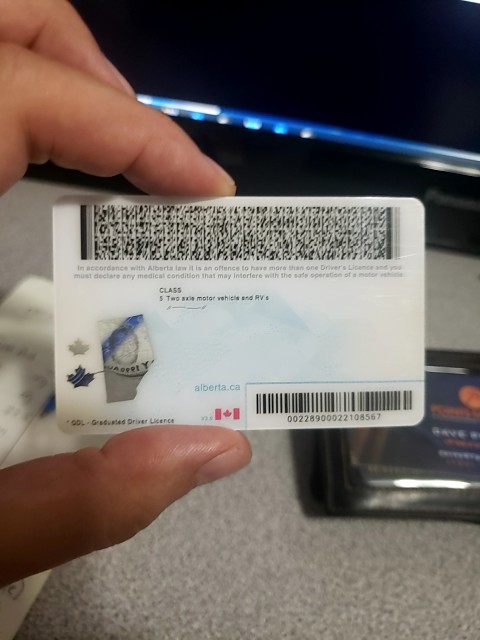 In accordance with Alberta law it is an offence to have more than one Driver's Licence and you
must declare any medical condition that may interfere with the safe operation of a motor vehicle.
CLASS
5 Two axle motor vehicle and RV's
alberta.ca
00228900022108567
* GDL - Graduated Driver Licence
DAVE